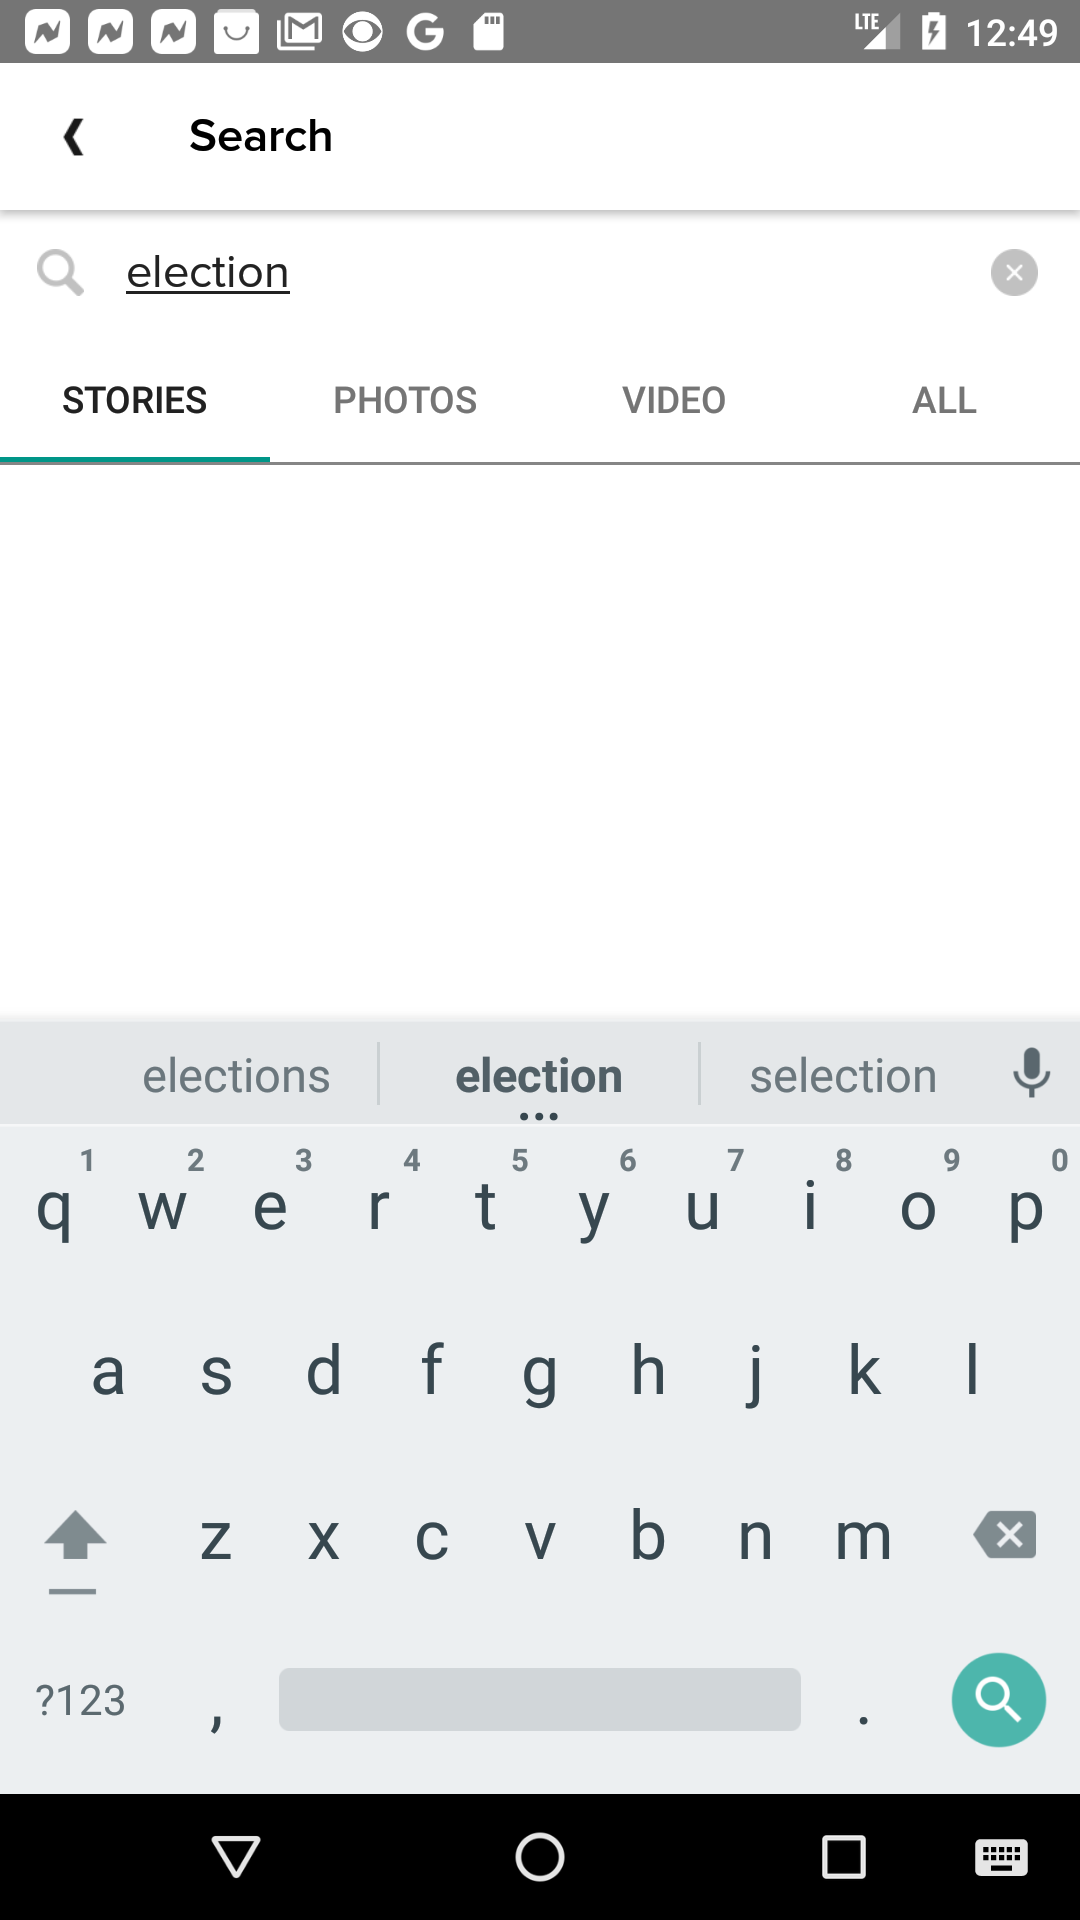 LTE 12:49
Search
election
STORIES PHOTOS VIDEO ALL
elections election selection
1 2 3 4 5 6 7 8 9 0
q w e r t y u i o p
a s d f g h j k l
z x c v b n m
?123 , .